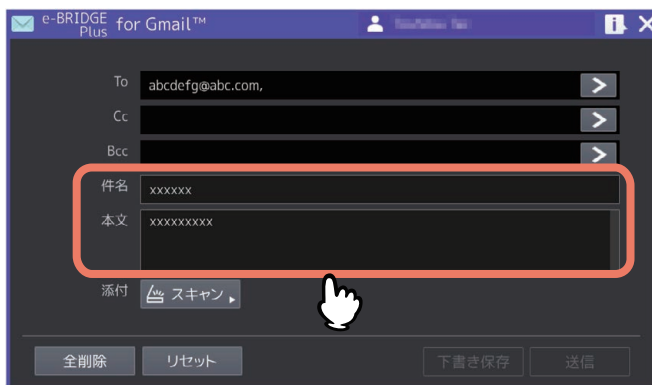 e-BRIDGE Plus for Gmail™
To abcdefg@abc.com,
Cc
Bcc
件名 xxxxxx
本文 xxxxxxxxx
添付 スキャン
全削除 リセット 下書き保存 送信